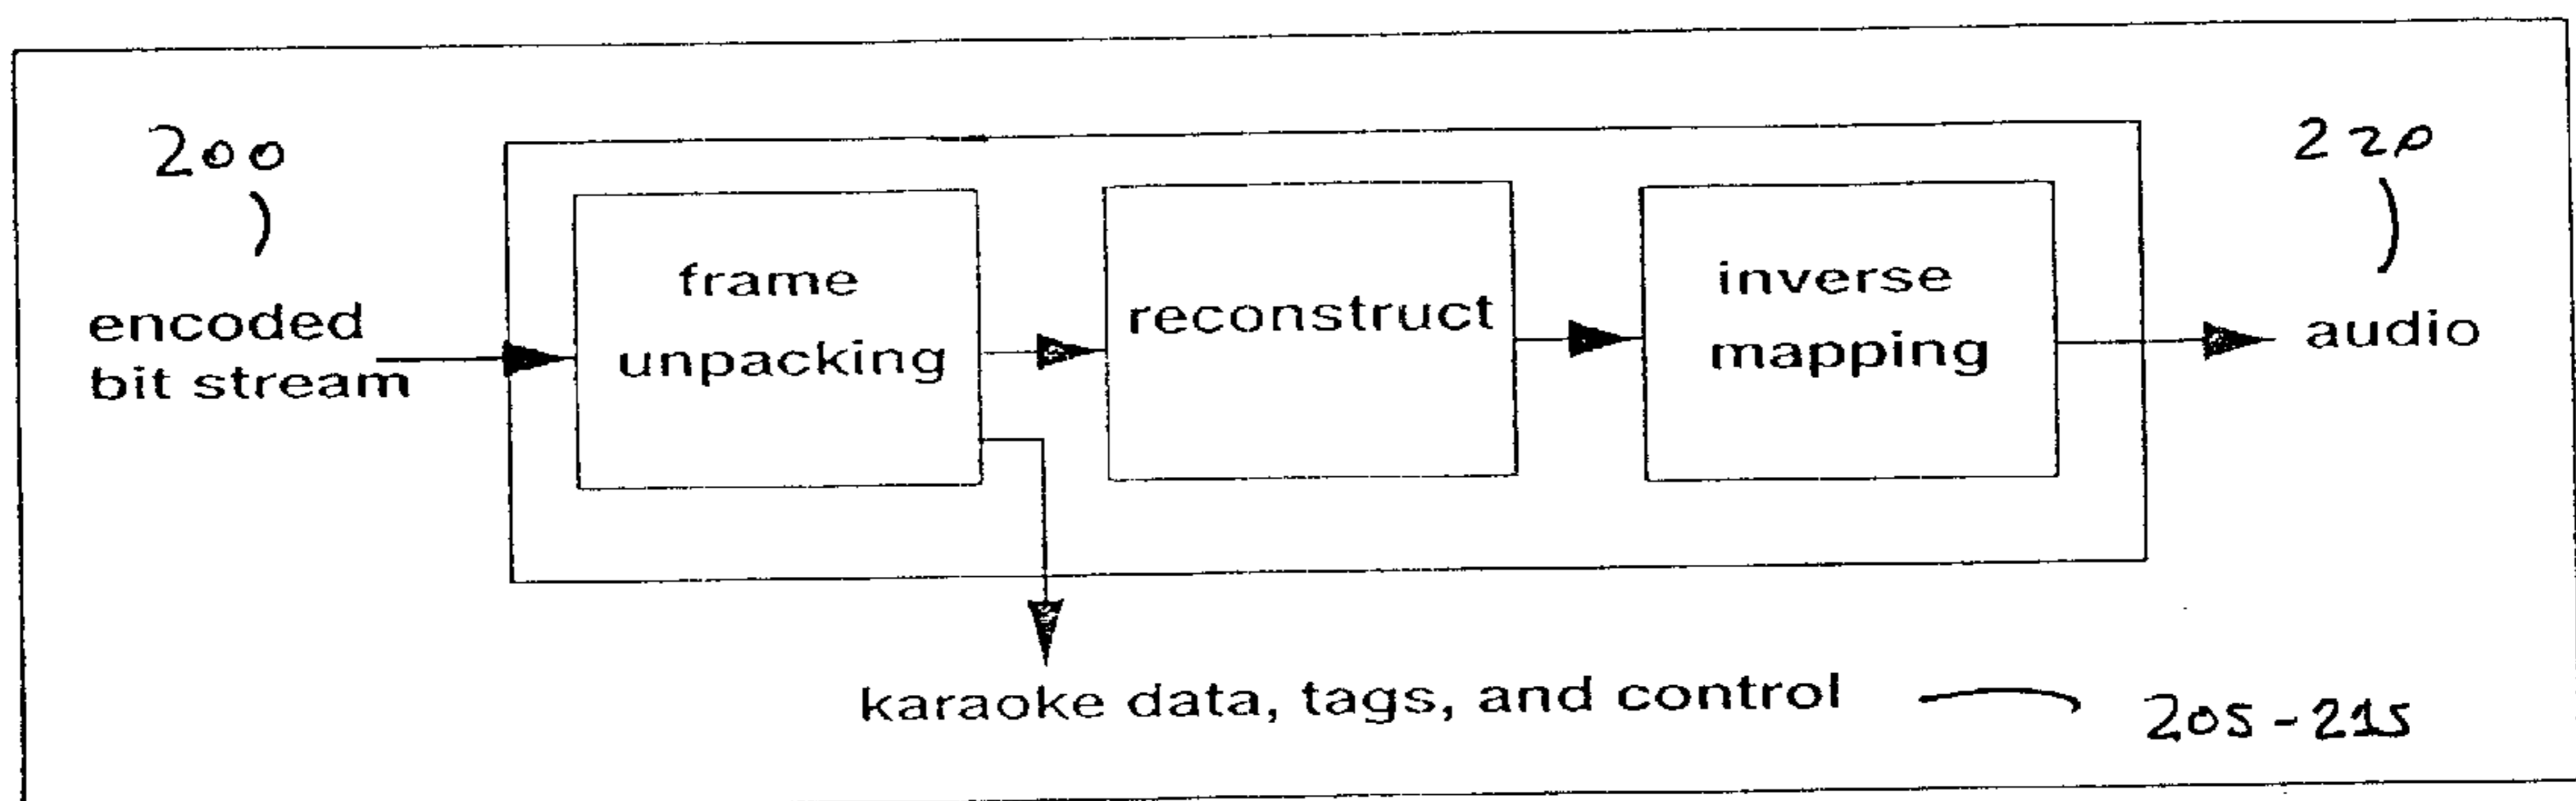 200
220
encoded
bit stream
frame
unpacking
reconstruct
inverse
mapping
audio
karaoke data, tags, and control
205-215